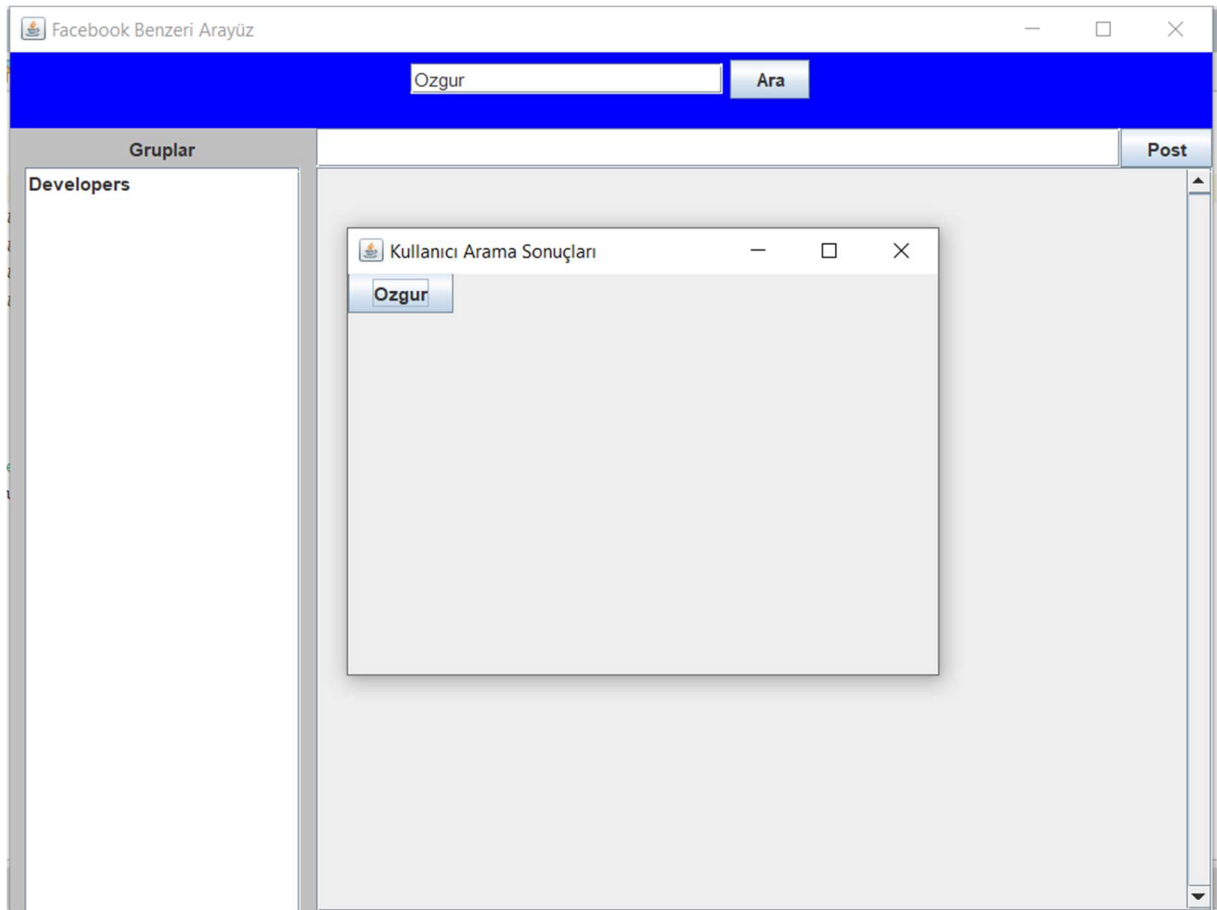 Facebook Benzeri Arayüz
Ozgur
Ara
Gruplar
Post
Developers
Kullanıcı Arama Sonuçları
Ozgur